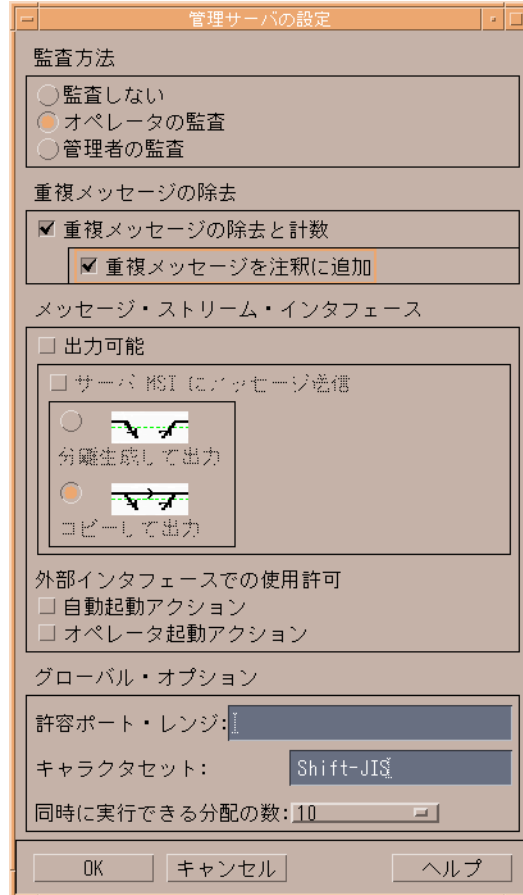 管理サーバの設定
監査方法
監査しない
オペレータの監査
管理者の監査
重複メッセージの除去
重複メッセージの除去と計数
重複メッセージを注釈に追加
メッセージ・ストリーム・インタフェース
出力可能
サーバ MSI にメッセージ送信
分離生成して出力
コピーして出力
外部インタフェースでの使用許可
自動起動アクション
オペレータ起動アクション
グローバル・オプション
許容ポート・レンジ:
キャラクタセット: Shift-JIS
同時に実行できる分配の数: 10
OK キャンセル ヘルプ